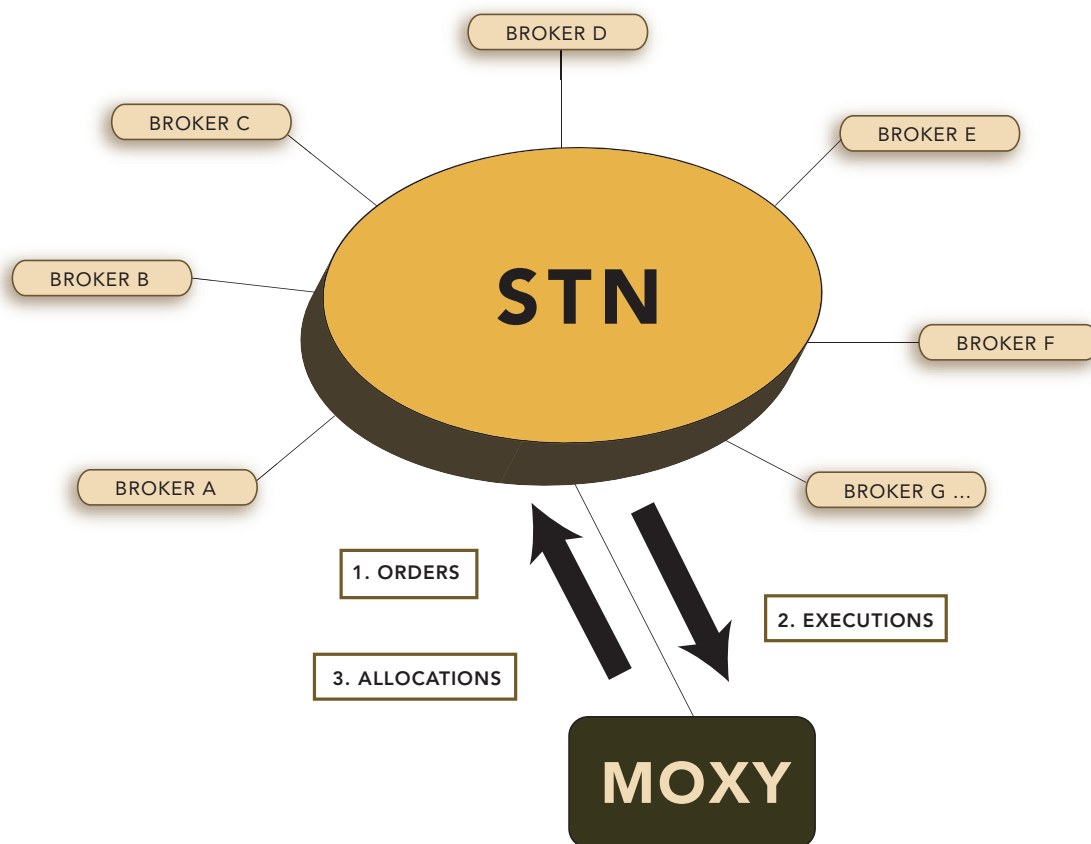 BROKER D
BROKER C
BROKER E
STN
BROKER B
BROKER F
BROKER A
BROKER G ...
1. ORDERS
2. EXECUTIONS
3. ALLOCATIONS
MOXY